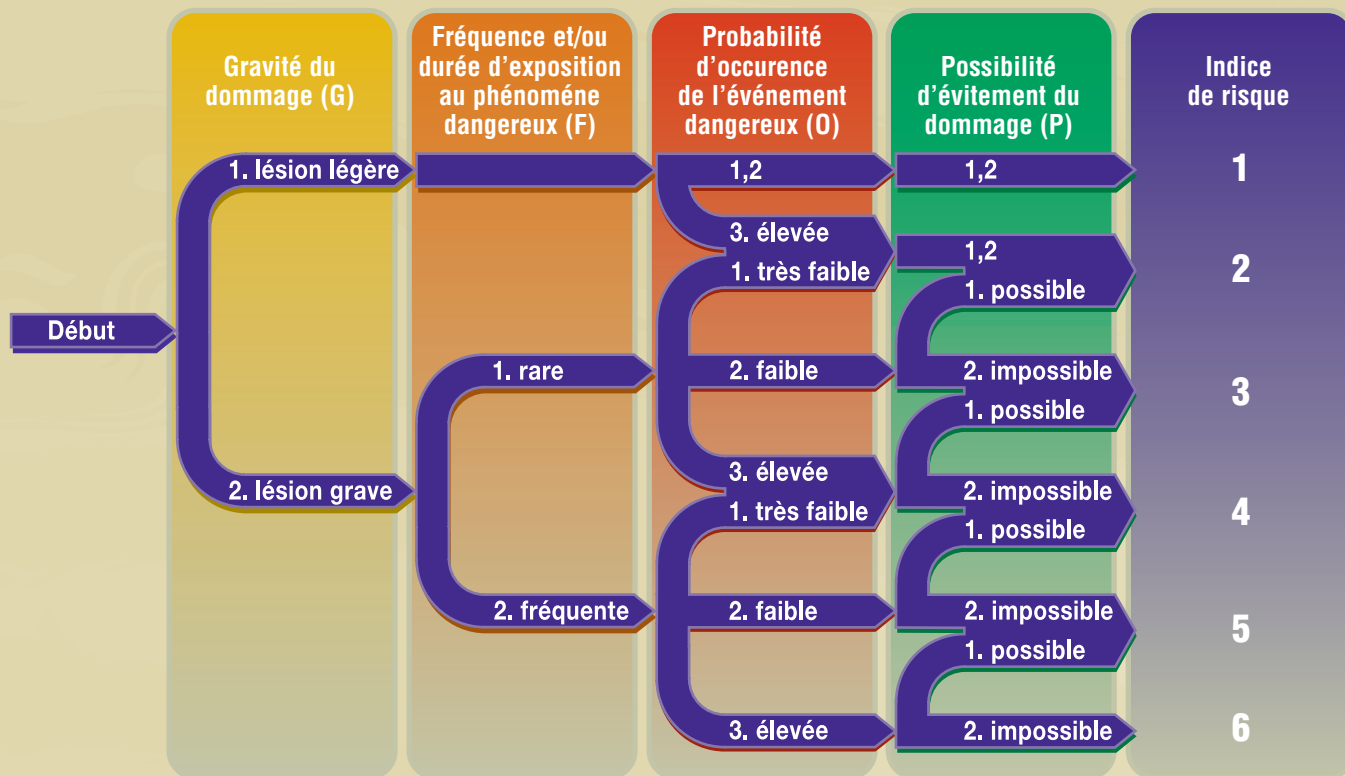 Gravité du
dommage (G)
Fréquence et/ou
durée d'exposition
au phénoméne
dangereux (F)
Probabilité
d'occurence
de l'événement
dangereux (O)
Possibilité
d'évitement du
dommage (P)
Indice
de risque
1. lésion légère
1,2
1,2
1
3. élevée
1,2
2
1. très faible
1. possible
Début
1. rare
2. faible
2. impossible
3
1. possible
3. élevée
2. lésion grave
2. impossible
4
1. très faible
1. possible
2. fréquente
2. faible
2. impossible
5
1. possible
3. élevée
2. impossible
6